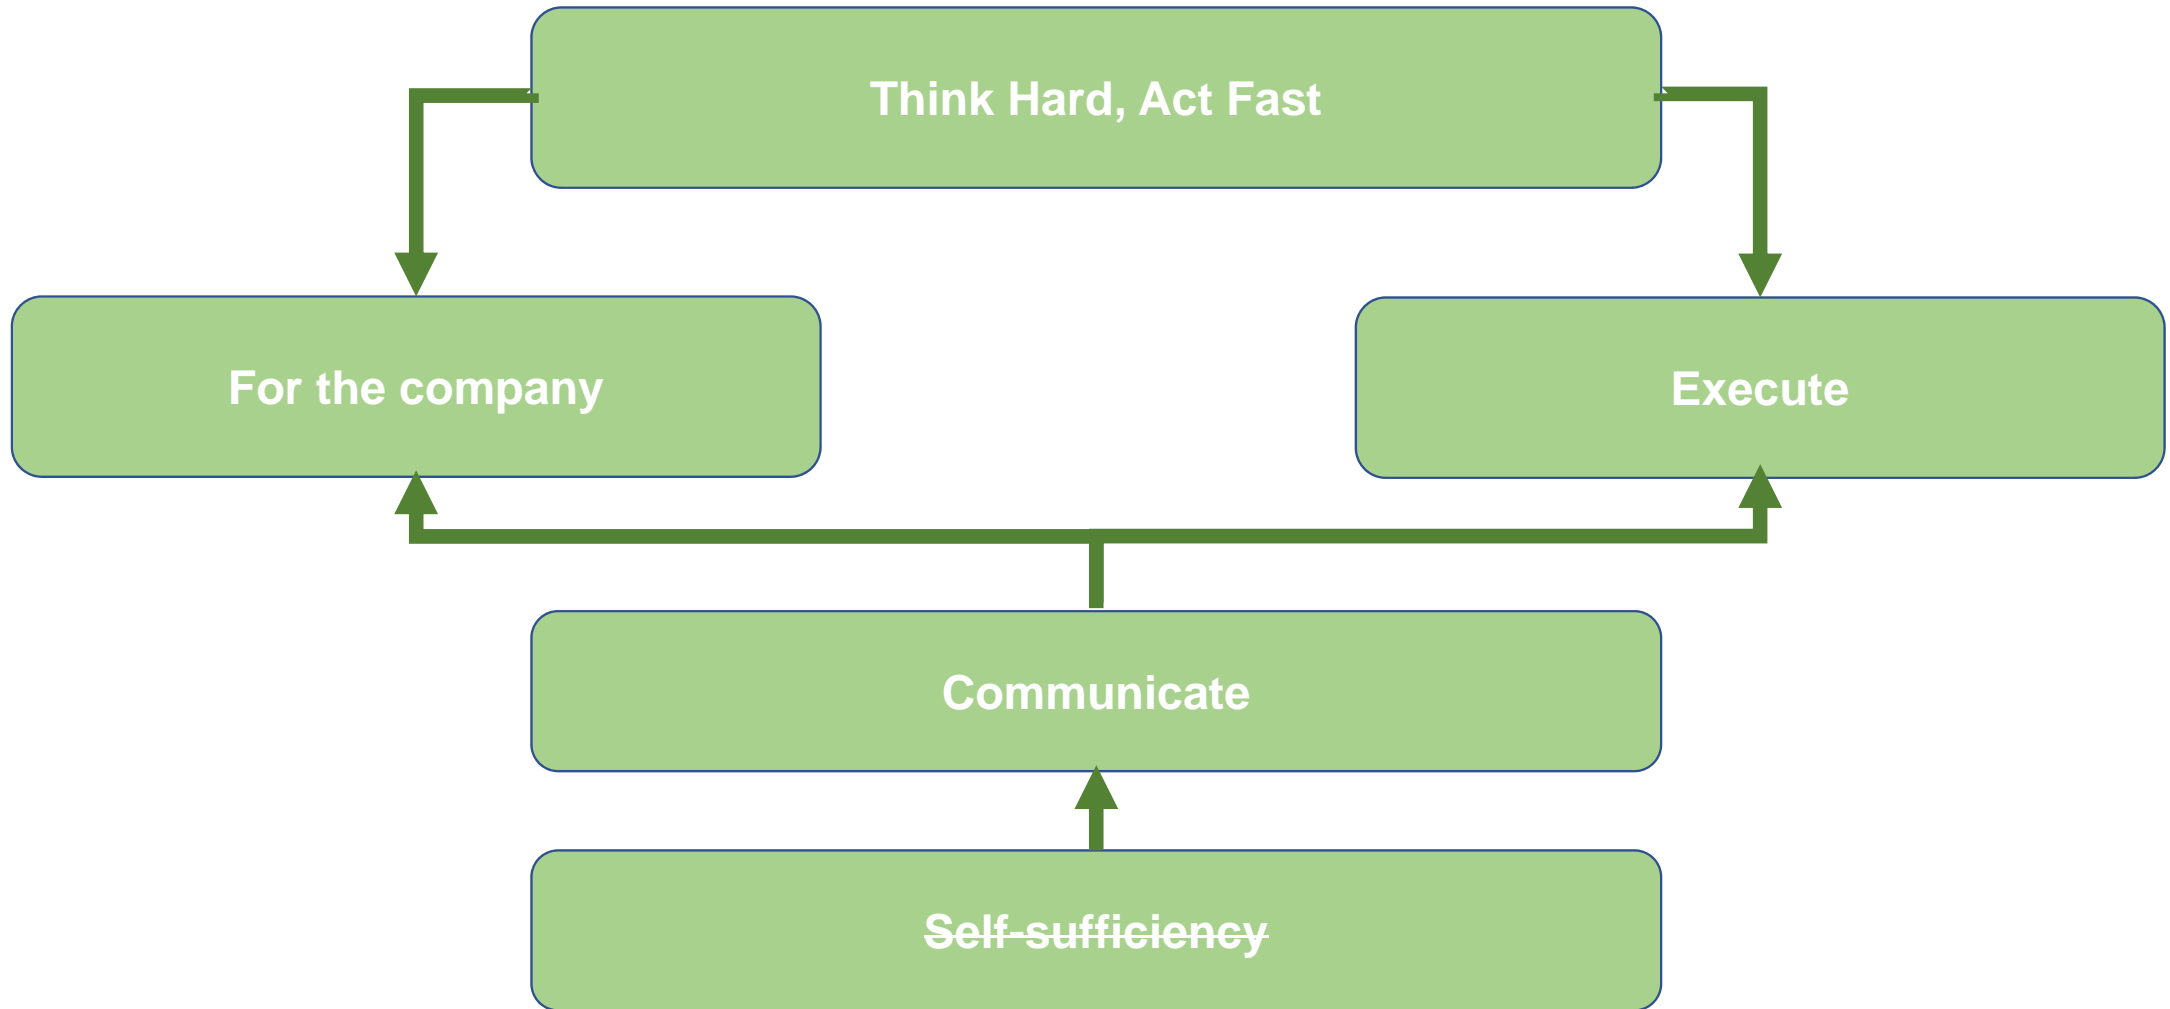 Think Hard, Act Fast
For the company
Execute
Communicate
Self-sufficiency